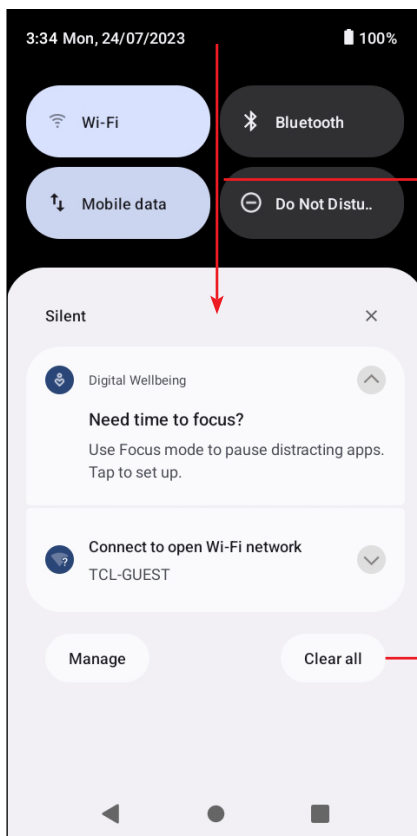 3:34 Mon, 24/07/2023 100%
Wi-Fi Bluetooth
Mobile data Do Not Distu..
Silent
Digital Wellbeing
Need time to focus?
Use Focus mode to pause distracting apps.
Tap to set up.
Connect to open Wi-Fi network
TCL-GUEST
Manage Clear all